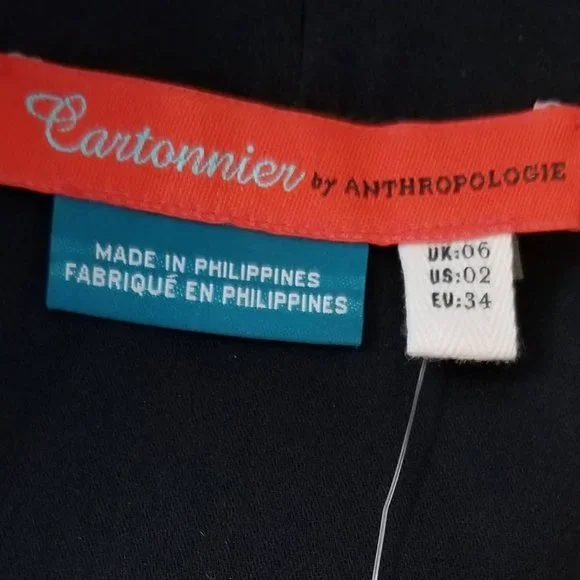 Cartonnier by ANTHROPOLOGIE
MADE IN PHILIPPINES
FABRIQUÉ EN PHILIPPINES
UK:06
US:02
EU:34